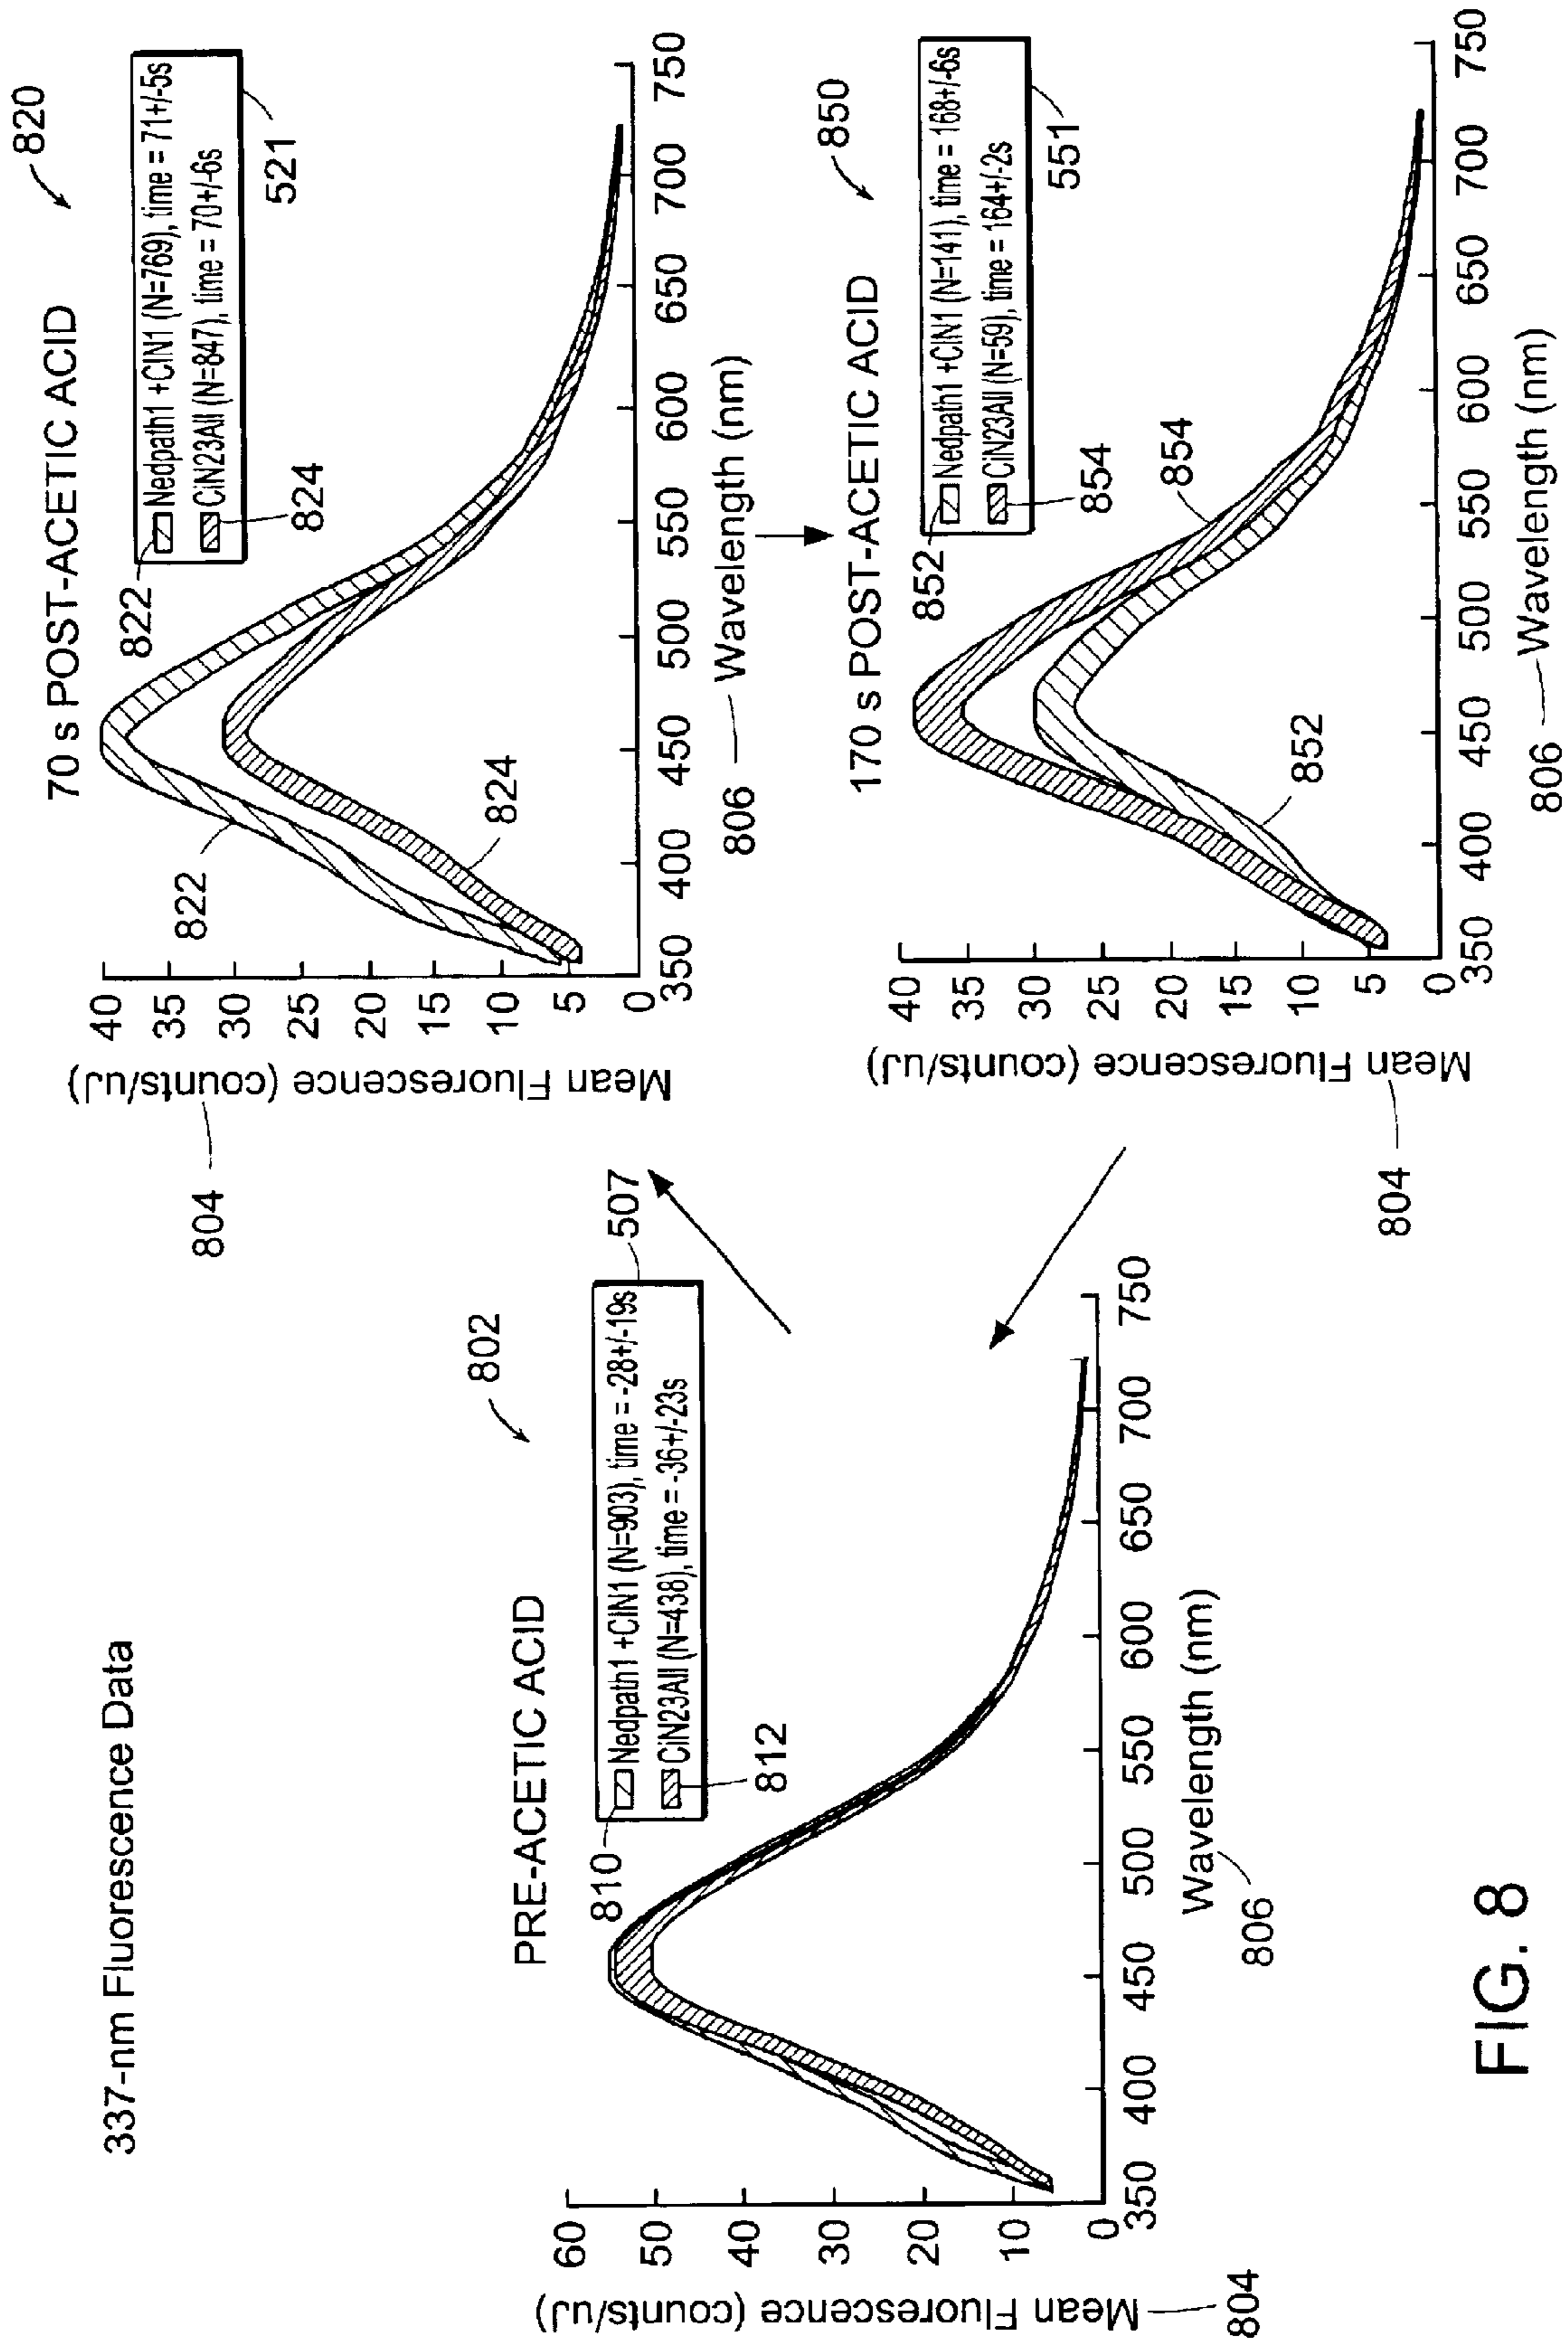 337-nm Fluorescence Data
PRE-ACETIC ACID
802
507
810
Nedpath1 +CIN1 (N=903), time = -28+/-19s
CiN23All (N=438), time = -36+/-23s
812
60
50
40
30
20
10
0
Mean Fluorescence (counts/uJ)
804
350 400 450 500 550 600 650 700 750
Wavelength (nm)
806
70 s POST-ACETIC ACID
820
822
Nedpath1 +CIN1 (N=769), time = 71+/-5s
CiN23All (N=847), time = 70+/-6s
521
824
822
824
40
35
30
25
20
15
10
5
0
Mean Fluorescence (counts/uJ)
804
350 400 450 500 550 600 650 700 750
806 Wavelength (nm)
170 s POST-ACETIC ACID
850
852
Nedpath1 +CIN1 (N=141), time = 168+/-6s
CiN23All (N=59), time = 164+/-2s
551
854
854
852
40
35
30
25
20
15
10
5
0
Mean Fluorescence (counts/uJ)
804
350 400 450 500 550 600 650 700 750
806 Wavelength (nm)
FIG. 8